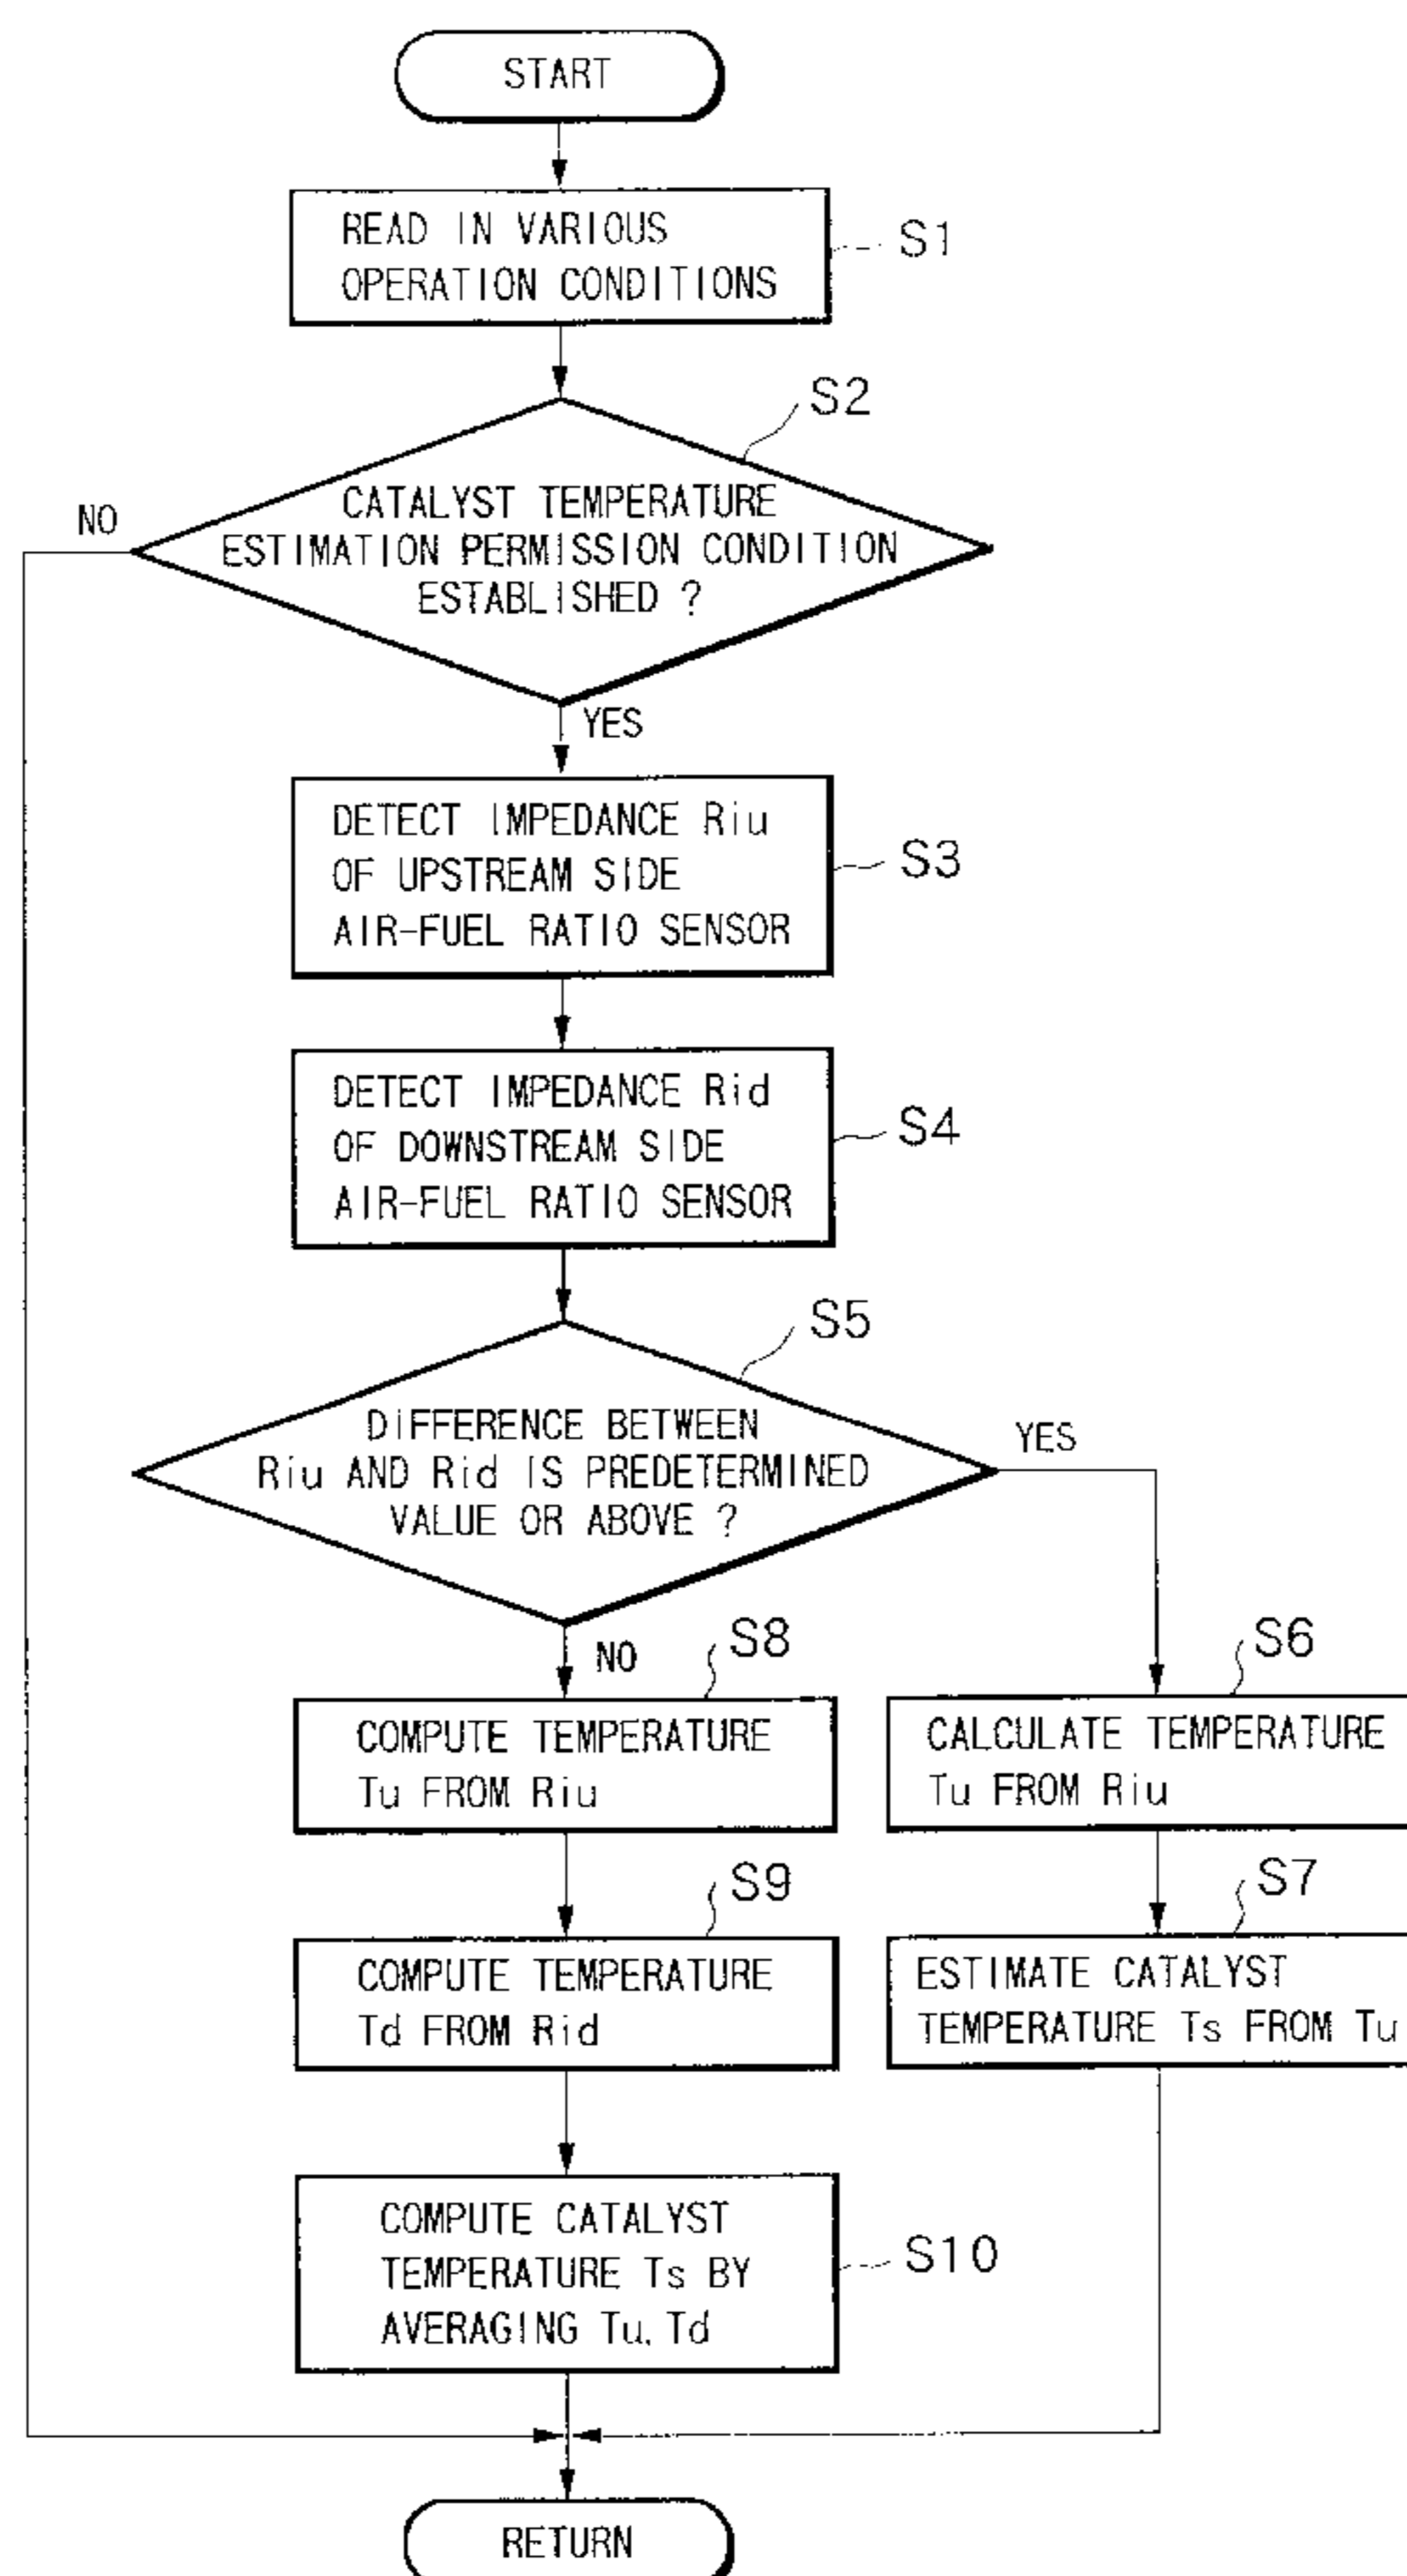 START
READ IN VARIOUS
OPERATION CONDITIONS
S1
S2
CATALYST TEMPERATURE
ESTIMATION PERMISSION CONDITION
ESTABLISHED ?
NO
YES
DETECT IMPEDANCE Riu
OF UPSTREAM SIDE
AIR-FUEL RATIO SENSOR
S3
DETECT IMPEDANCE Rid
OF DOWNSTREAM SIDE
AIR-FUEL RATIO SENSOR
S4
S5
DIFFERENCE BETWEEN
Riu AND Rid IS PREDETERMINED
VALUE OR ABOVE ?
YES
NO
S8
COMPUTE TEMPERATURE
Tu FROM Riu
S6
CALCULATE TEMPERATURE
Tu FROM Riu
S9
COMPUTE TEMPERATURE
Td FROM Rid
S7
ESTIMATE CATALYST
TEMPERATURE Ts FROM Tu
COMPUTE CATALYST
TEMPERATURE Ts BY
AVERAGING Tu, Td
S10
RETURN